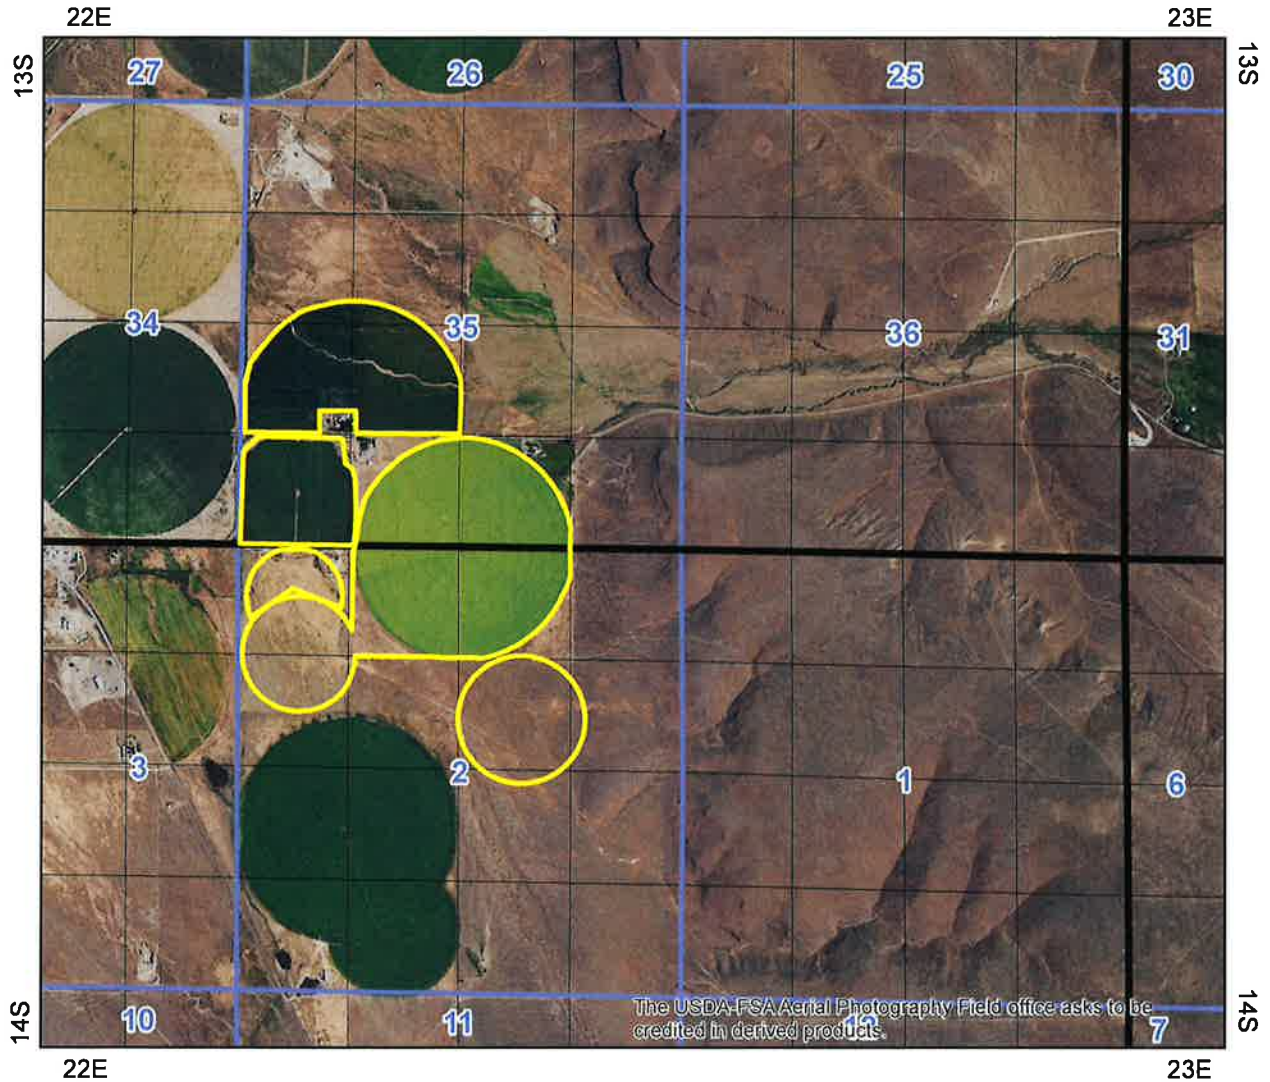 22E 23E
13S 13S
27 26 25 30
34 35 36 31
3 2 1 6
14S 14S
10 11 12 7
The USDA-FSA Aerial Photography Field office asks to be
credited in derived products.
22E 23E